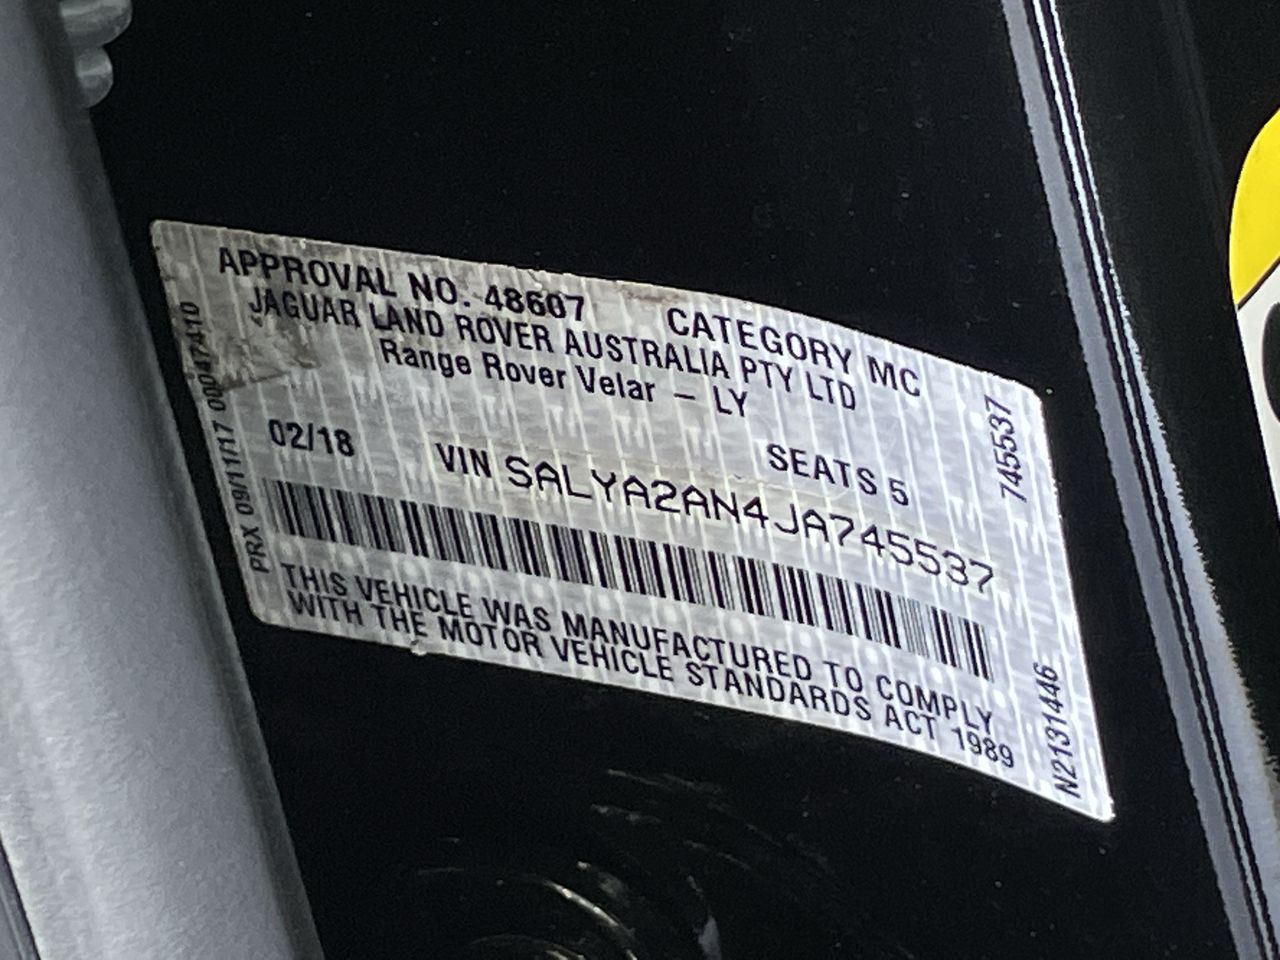 APPROVAL NO. 48607 CATEGORY MC
JAGUAR LAND ROVER AUSTRALIA PTY LTD
Range Rover Velar – LY
02/18 SEATS 5
VIN SALYA2AN4JA745537
THIS VEHICLE WAS MANUFACTURED TO COMPLY
WITH THE MOTOR VEHICLE STANDARDS ACT 1989
PRX 09/11/17 00047410
745537
N2131446